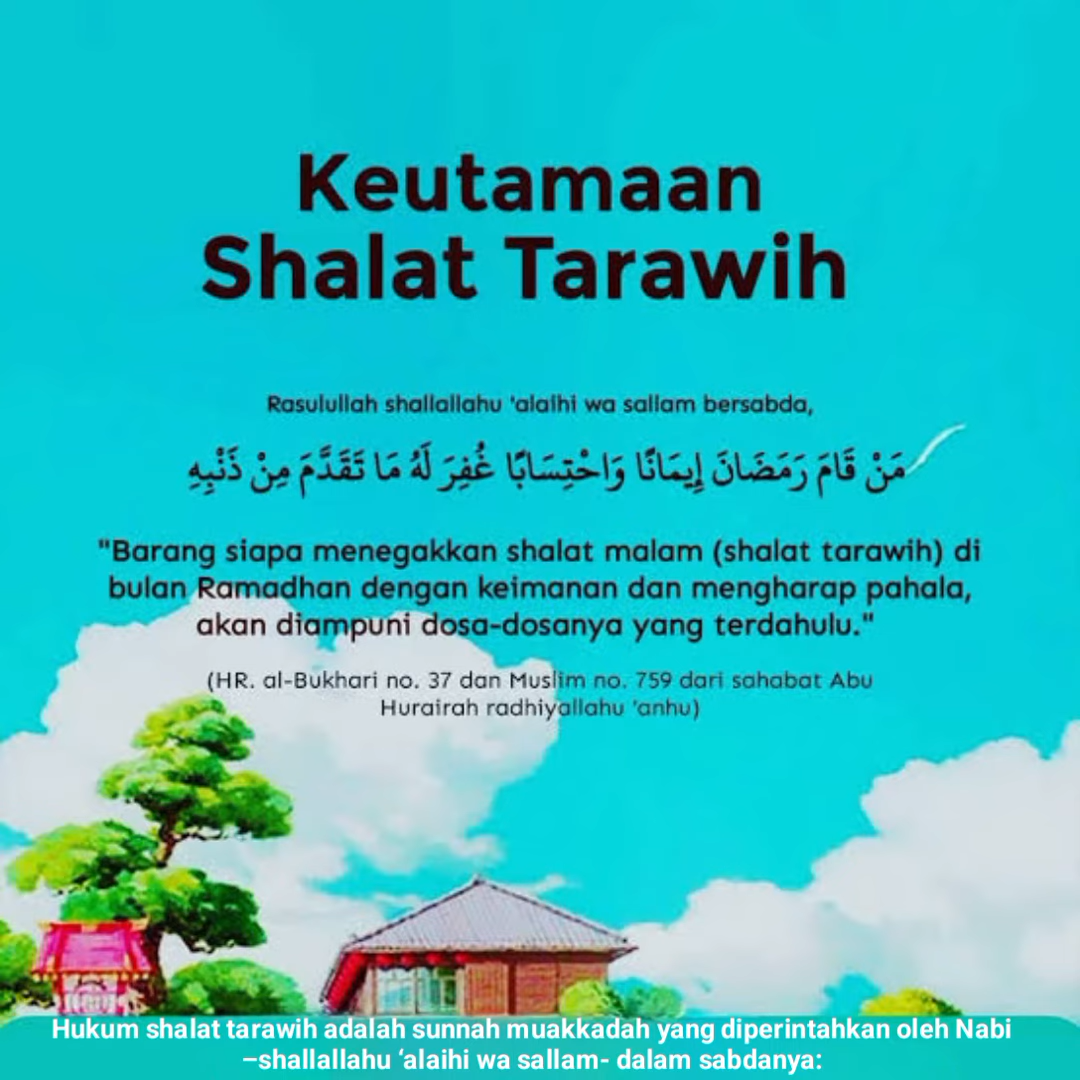 Keutamaan
Shalat Tarawih
Rasulullah shallallahu 'alaihi wa sallam bersabda,
مَنْ قَامَ رَمَضَانَ إِيمَانًا وَاحْتِسَابًا غُفِرَ لَهُ مَا تَقَدَّمَ مِنْ ذَنْبِهِ
"Barang siapa menegakkan shalat malam (shalat tarawih) di
bulan Ramadhan dengan keimanan dan mengharap pahala,
akan diampuni dosa-dosanya yang terdahulu."
(HR. al-Bukhari no. 37 dan Muslim no. 759 dari sahabat Abu
Hurairah radhiyallahu 'anhu)
Hukum shalat tarawih adalah sunnah muakkadah yang diperintahkan oleh Nabi
–shallallahu ‘alaihi wa sallam- dalam sabdanya: